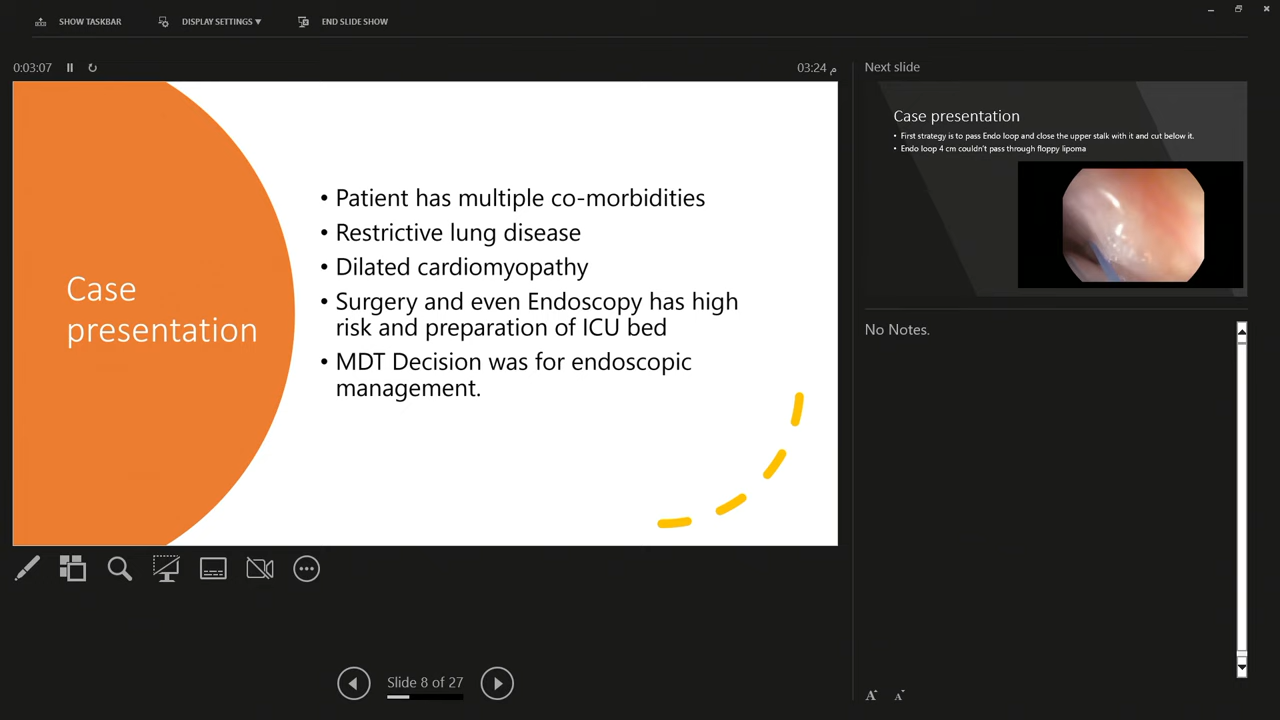 SHOW TASKBAR
DISPLAY SETTINGS ▼
END SLIDE SHOW
0:03:07
03:24 م
Case
presentation
• Patient has multiple co-morbidities
• Restrictive lung disease
• Dilated cardiomyopathy
• Surgery and even Endoscopy has high
risk and preparation of ICU bed
• MDT Decision was for endoscopic
management.
Slide 8 of 27
Next slide
Case presentation
• First strategy is to pass Endo loop and close the upper stalk with it and cut below it.
• Endo loop 4 cm couldn't pass through floppy lipoma
No Notes.
A A